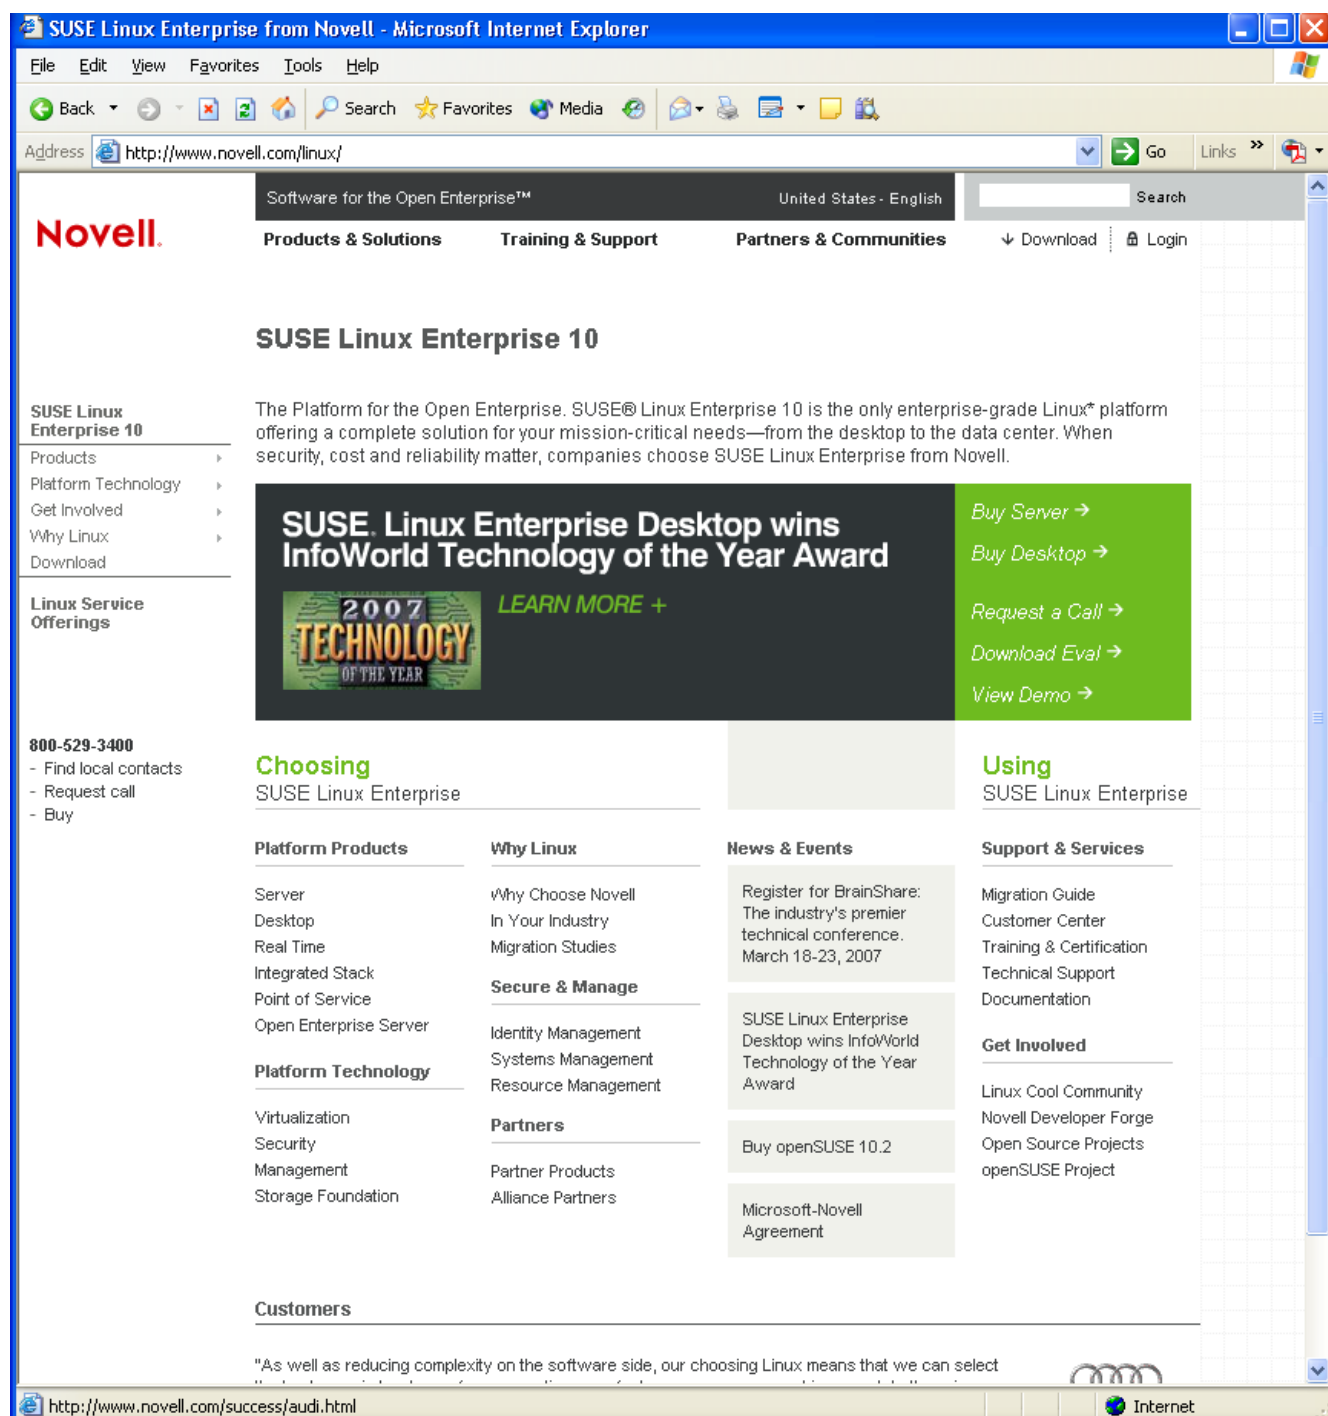 SUSE Linux Enterprise from Novell - Microsoft Internet Explorer
File Edit View Favorites Tools Help
Back Search Favorites Media
Address http://www.novell.com/linux/ Go Links »
Software for the Open Enterprise™ United States - English Search
Novell.
Products & Solutions Training & Support Partners & Communities Download Login
SUSE Linux Enterprise 10
SUSE Linux
Enterprise 10
Products
Platform Technology
Get Involved
Why Linux
Download
Linux Service
Offerings
800-529-3400
- Find local contacts
- Request call
- Buy
The Platform for the Open Enterprise. SUSE® Linux Enterprise 10 is the only enterprise-grade Linux* platform
offering a complete solution for your mission-critical needs—from the desktop to the data center. When
security, cost and reliability matter, companies choose SUSE Linux Enterprise from Novell.
SUSE. Linux Enterprise Desktop wins
InfoWorld Technology of the Year Award
2007
TECHNOLOGY
OF THE YEAR
LEARN MORE +
Buy Server →
Buy Desktop →
Request a Call →
Download Eval →
View Demo →
Choosing
SUSE Linux Enterprise
Platform Products
Server
Desktop
Real Time
Integrated Stack
Point of Service
Open Enterprise Server
Platform Technology
Virtualization
Security
Management
Storage Foundation
Why Linux
Why Choose Novell
In Your Industry
Migration Studies
Secure & Manage
Identity Management
Systems Management
Resource Management
Partners
Partner Products
Alliance Partners
News & Events
Register for BrainShare:
The industry's premier
technical conference.
March 18-23, 2007
SUSE Linux Enterprise
Desktop wins InfoWorld
Technology of the Year
Award
Buy openSUSE 10.2
Microsoft-Novell
Agreement
Using
SUSE Linux Enterprise
Support & Services
Migration Guide
Customer Center
Training & Certification
Technical Support
Documentation
Get Involved
Linux Cool Community
Novell Developer Forge
Open Source Projects
openSUSE Project
Customers
"As well as reducing complexity on the software side, our choosing Linux means that we can select
http://www.novell.com/success/audi.html Internet